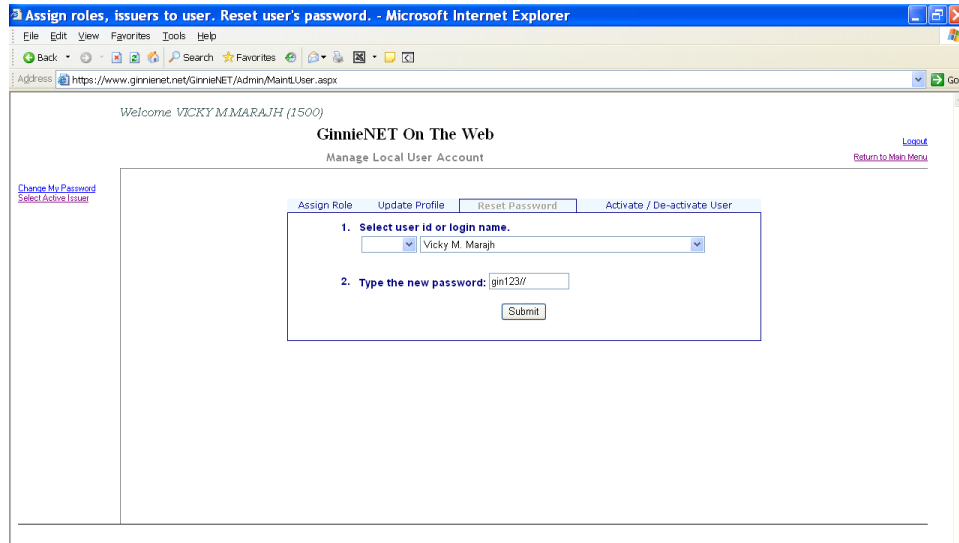 Assign roles, issuers to user. Reset user's password. - Microsoft Internet Explorer
File Edit View Favorites Tools Help
Back Search Favorites
Address https://www.ginnienet.net/GinnieNET/Admin/MaintLUser.aspx Go
Welcome VICKY M.MARAJH (1500)
GinnieNET On The Web
Logout
Manage Local User Account
Return to Main Menu
Change My Password
Select Active Issuer
Assign Role Update Profile Reset Password Activate / De-activate User
1. Select user id or login name.
Vicky M. Marajh
2. Type the new password: gin123//
Submit